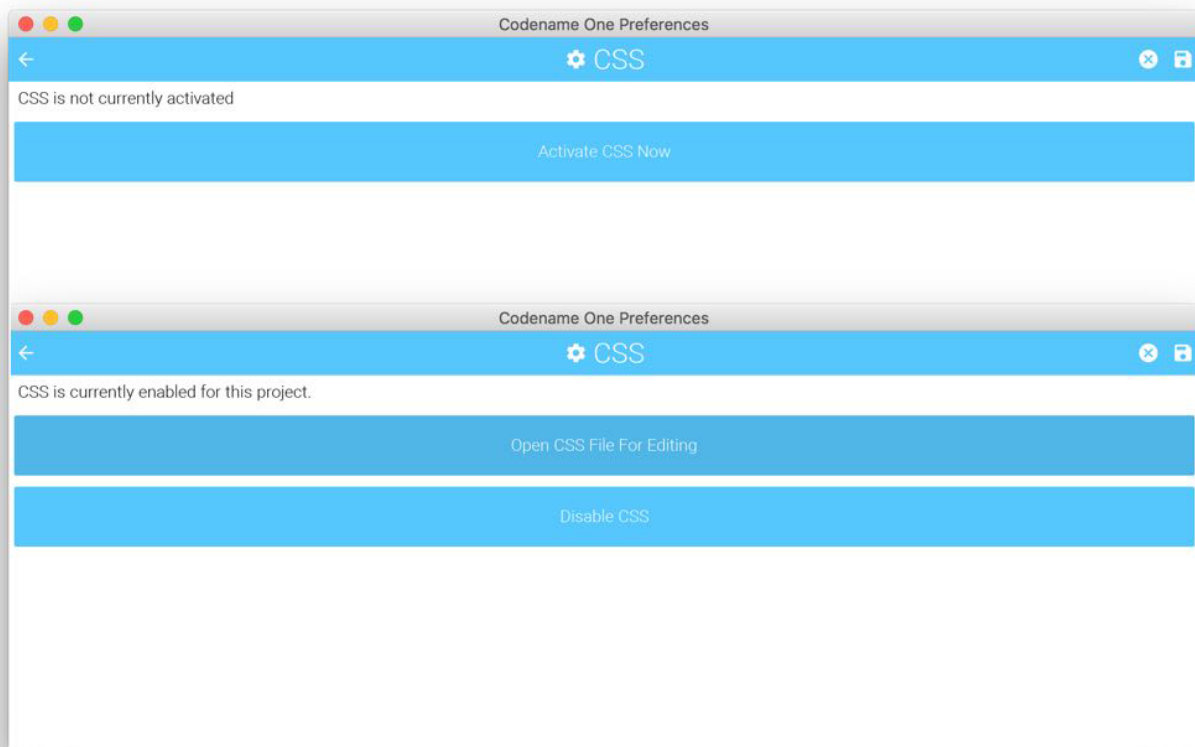 Codename One Preferences
CSS
CSS is not currently activated
Activate CSS Now
Codename One Preferences
CSS
CSS is currently enabled for this project.
Open CSS File For Editing
Disable CSS